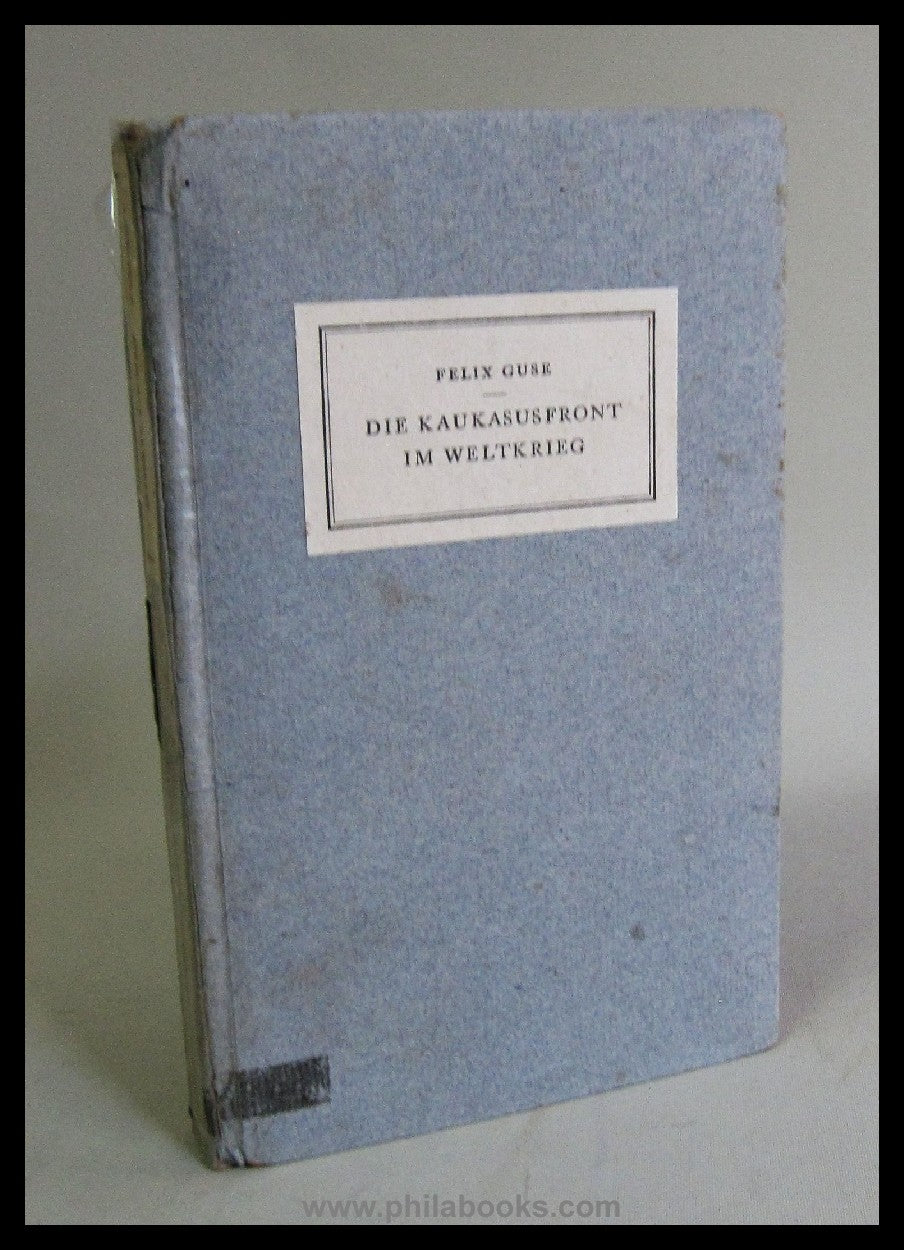 FELIX GUSE
DIE KAUKASUSFRONT
IM WELTKRIEG
www.philabooks.com